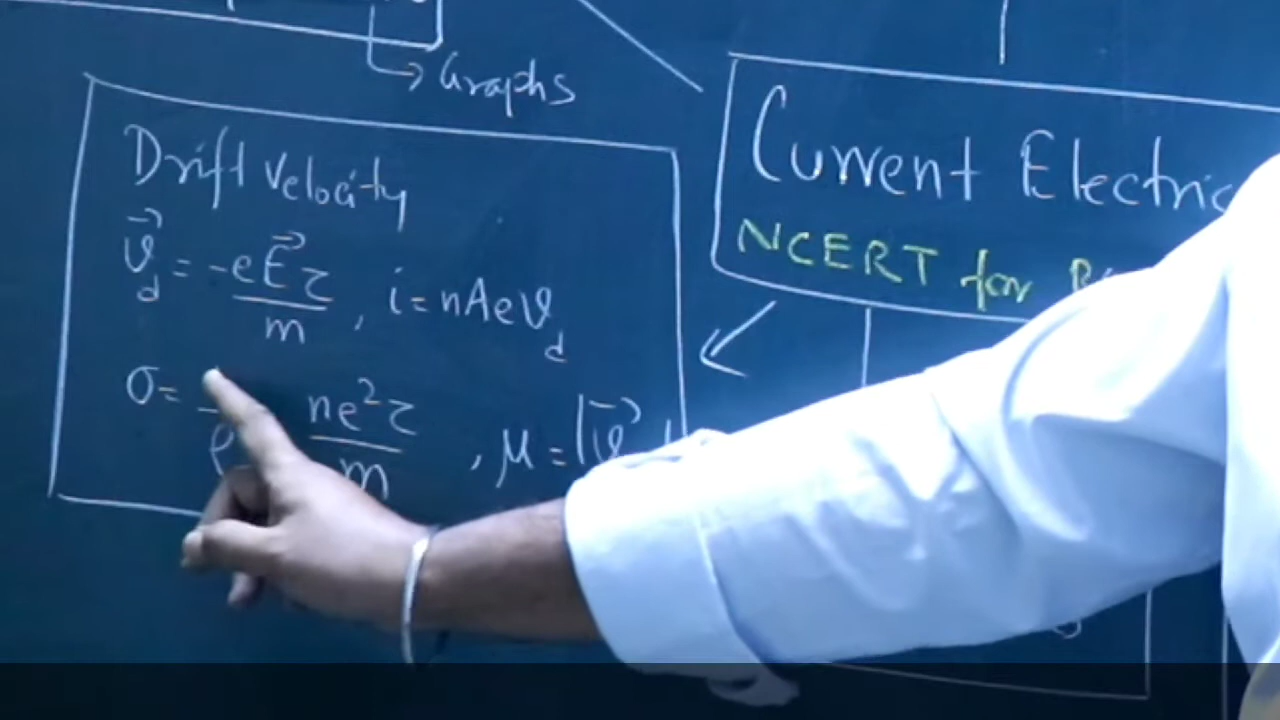 Graphs
Drift Velocity
v⃗d = -eE⃗τ/m , i = nAevd
σ = ne²τ/m , μ = |v⃗
Current Electric
NCERT for